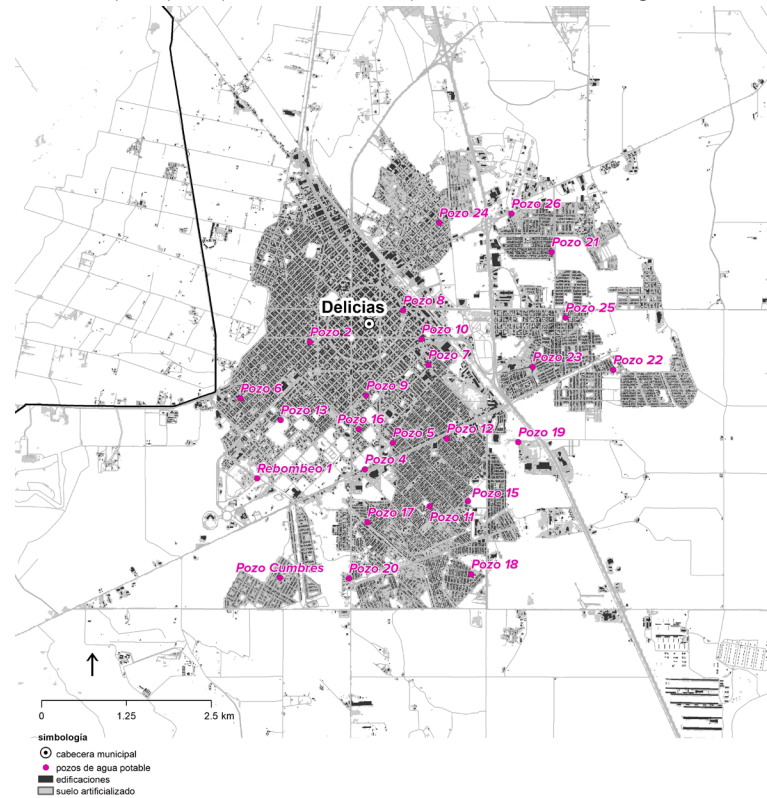 Pozo 24
Pozo 26
Pozo 21
Pozo 8
Delicias
Pozo 25
Pozo 2
Pozo 10
Pozo 7
Pozo 23
Pozo 22
Pozo 6
Pozo 9
Pozo 13
Pozo 16
Pozo 5
Pozo 12
Pozo 19
Pozo 4
Rebombeo 1
Pozo 15
Pozo 17
Pozo 11
Pozo Cumbres
Pozo 20
Pozo 18
0 1.25 2.5 km
simbología
cabecera municipal
pozos de agua potable
edificaciones
suelo artificializado